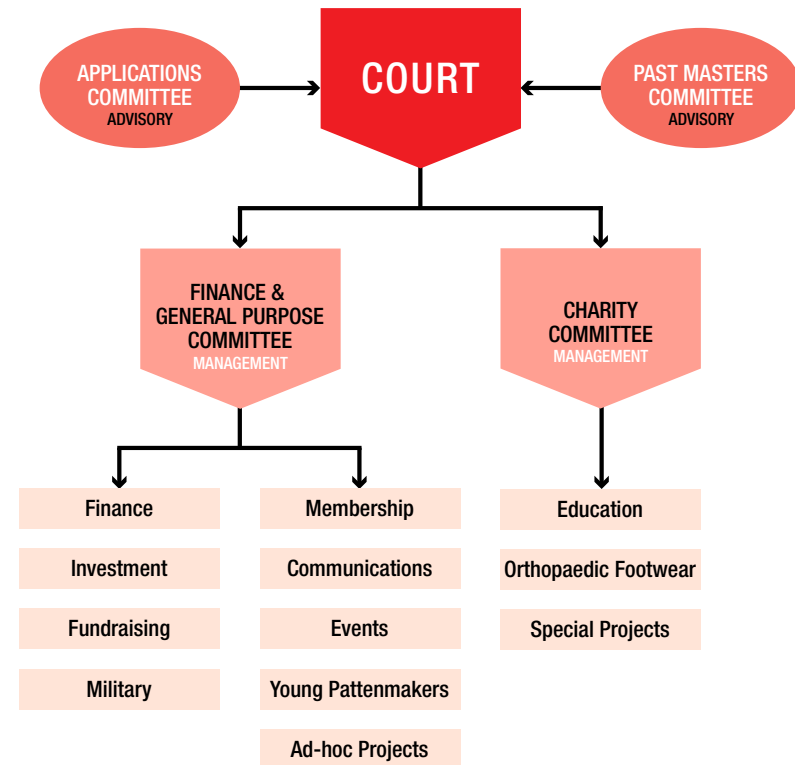 APPLICATIONS
COMMITTEE
ADVISORY
COURT
PAST MASTERS
COMMITTEE
ADVISORY
FINANCE &
GENERAL PURPOSE
COMMITTEE
MANAGEMENT
CHARITY
COMMITTEE
MANAGEMENT
Finance
Investment
Fundraising
Military
Membership
Communications
Events
Young Pattenmakers
Ad-hoc Projects
Education
Orthopaedic Footwear
Special Projects